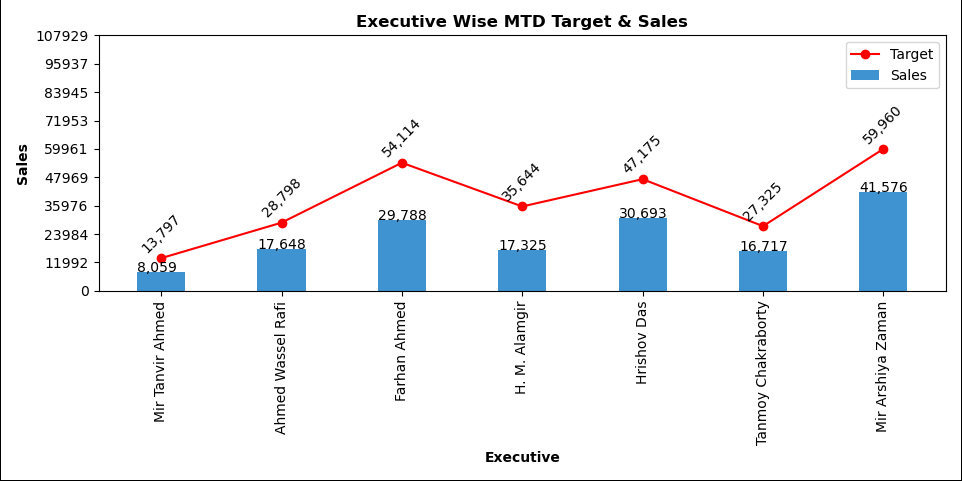 Executive Wise MTD Target & Sales
107929
95937
83945
71953
59961
47969
35976
23984
11992
0
Sales
Target
Sales
13,797
28,798
54,114
35,644
47,175
27,325
59,960
8,059
17,648
29,788
17,325
30,693
16,717
41,576
Mir Tanvir Ahmed
Ahmed Wassel Rafi
Farhan Ahmed
H. M. Alamgir
Hrishov Das
Tanmoy Chakraborty
Mir Arshiya Zaman
Executive